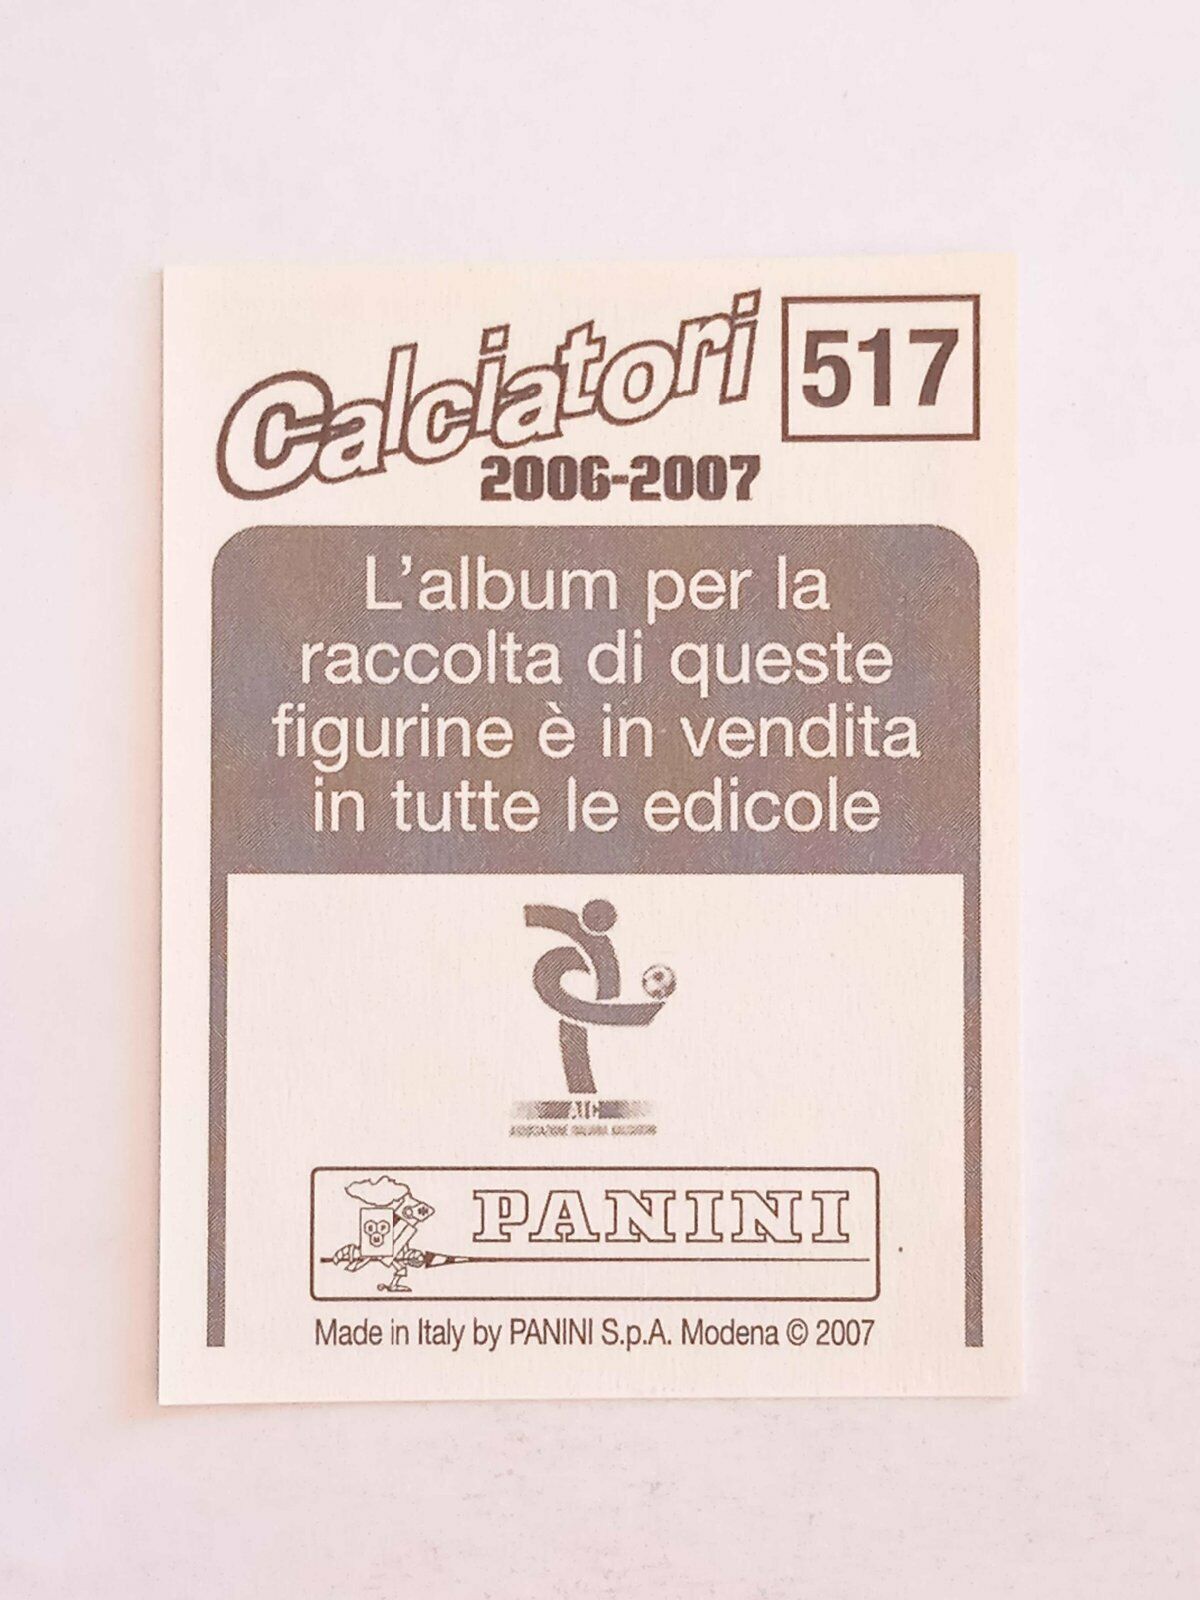 Calciatori
517
2006-2007
L'album per la
raccolta di queste
figurine è in vendita
in tutte le edicole
PANINI
Made in Italy by PANINI S.p.A. Modena © 2007